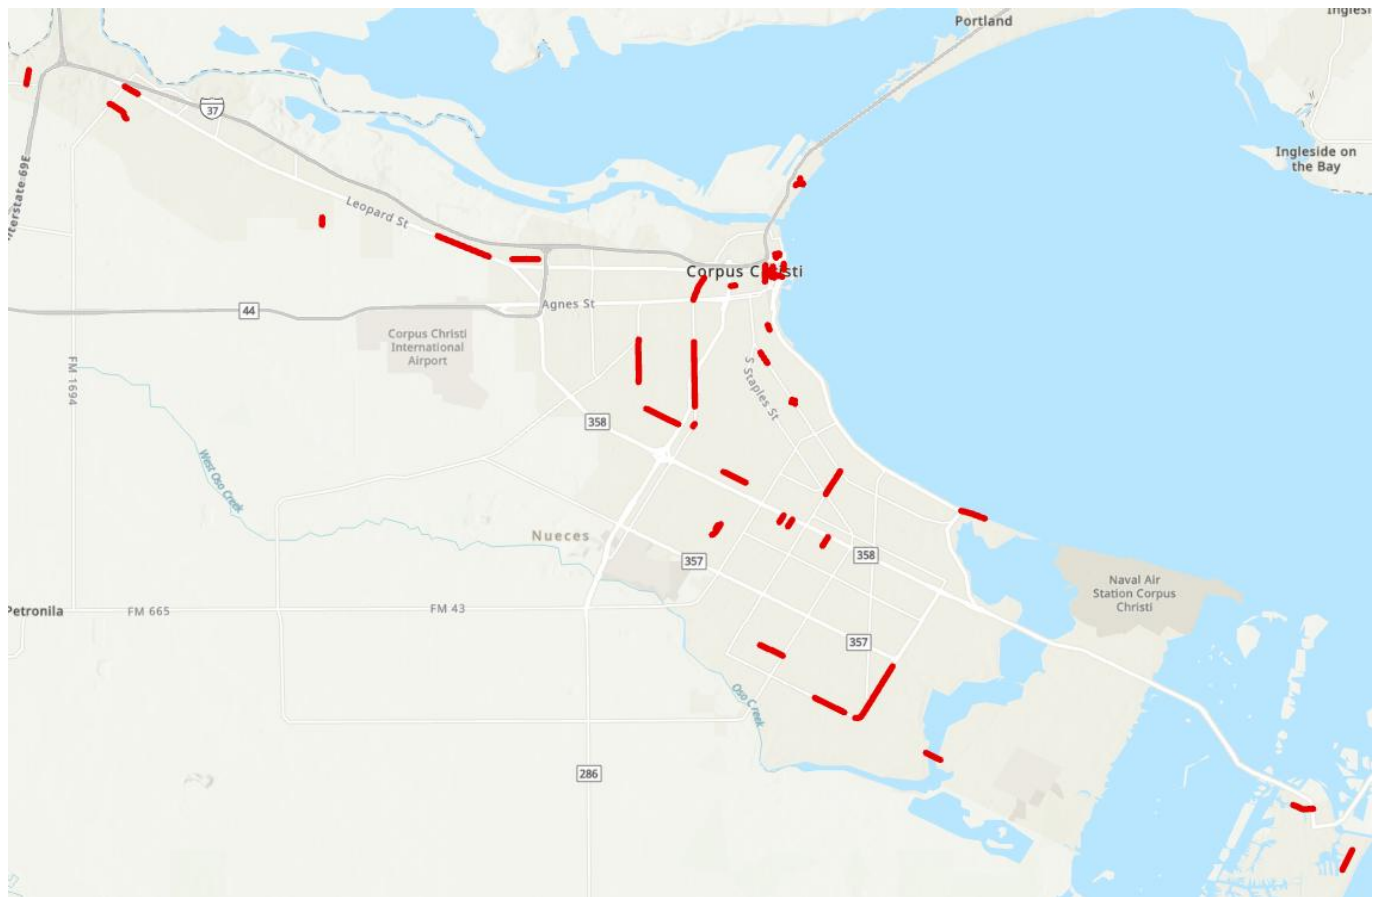 Portland
Ingleside on
the Bay
37
Interstate 69E
Leopard St
Corpus Christi
44
Agnes St
Corpus Christi
International
Airport
FM 1694
S Staples St
358
West Oso Creek
Nueces
357
358
Naval Air
Station Corpus
Christi
Petronila
FM 665
FM 43
357
Oso Creek
286